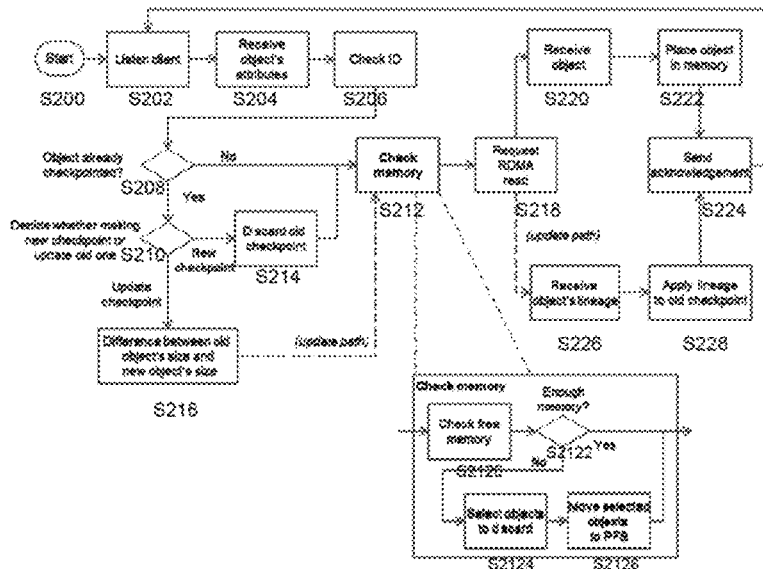 Start
S200
Listen client
S202
Receive
object's
attributes
S204
Check ID
S206
Object already
checkpointed?
S208
No
Yes
Decide whether making
new checkpoint or
update old one
S210
New
checkpoint
Discard old
checkpoint
S214
Update
checkpoint
Difference between old
object's size and
new object's size
S216
(update path)
Check
memory
S212
Request
RDMA
read
S218
Receive
object
S220
Place object
in memory
S222
Send
acknowledgement
S224
(update path)
Receive
object's lineage
S226
Apply lineage
to old checkpoint
S228
Check memory
Check free
memory
S2120
Enough
memory?
S2122
Yes
No
Select objects
to discard
S2124
Move selected
objects
to PFS
S2126